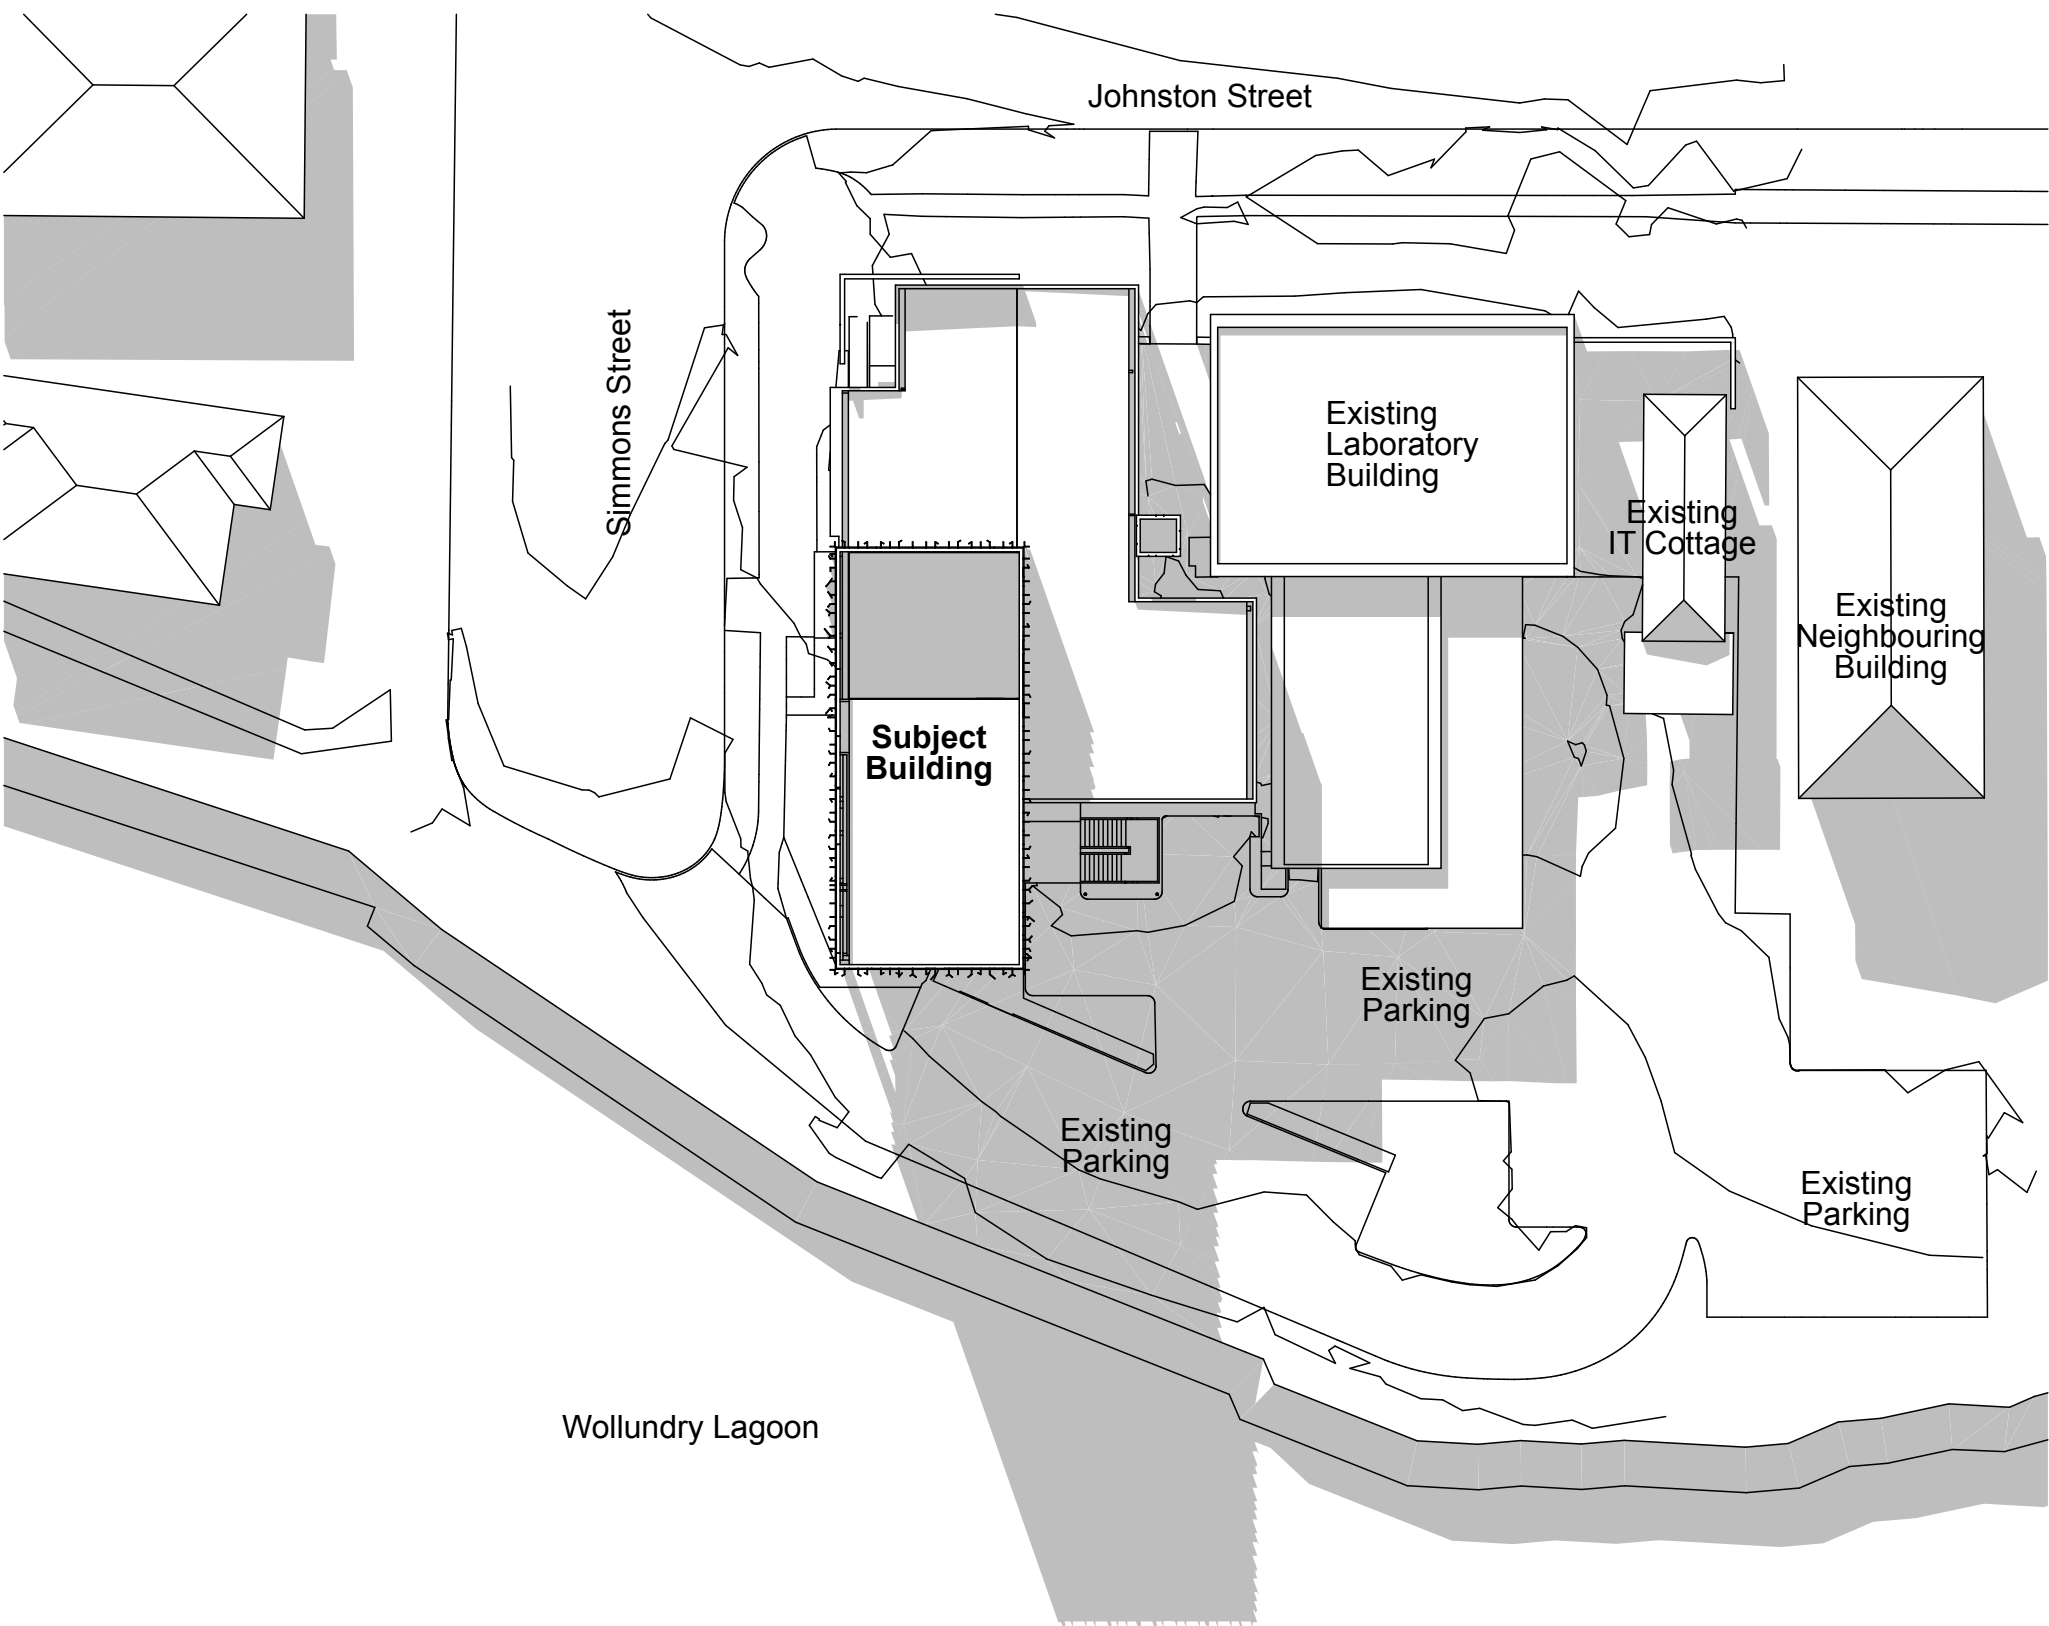 Johnston Street
Simmons Street
Existing
Laboratory
Building
Existing
IT Cottage
Existing
Neighbouring
Building
Subject
Building
Existing
Parking
Existing
Parking
Existing
Parking
Wollundry Lagoon